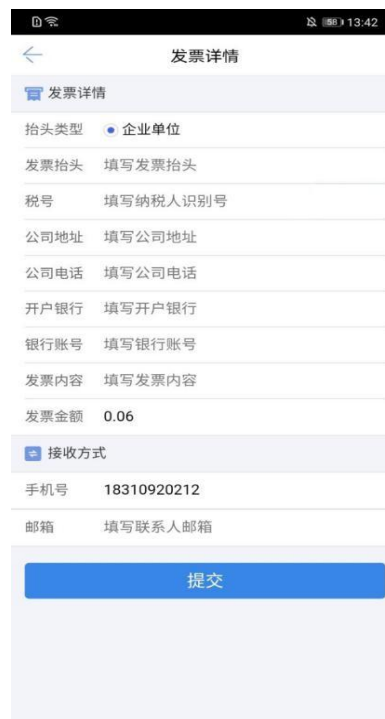 58 13:42
发票详情
发票详情
抬头类型 企业单位
发票抬头 填写发票抬头
税号 填写纳税人识别号
公司地址 填写公司地址
公司电话 填写公司电话
开户银行 填写开户银行
银行账号 填写银行账号
发票内容 填写发票内容
发票金额 0.06
接收方式
手机号 18310920212
邮箱 填写联系人邮箱
提交